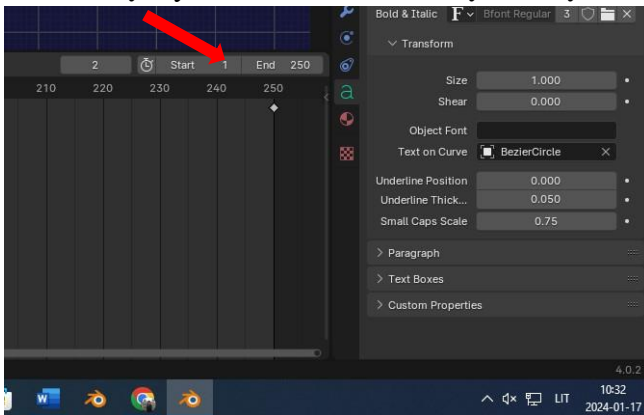 Bold & Italic F Bfont Regular 3
Transform
2 Start 1 End 250
210 220 230 240 250
Size 1.000
Shear 0.000
Object Font
Text on Curve BezierCircle
Underline Position 0.000
Underline Thick... 0.050
Small Caps Scale 0.75
Paragraph
Text Boxes
Custom Properties
4.0.2
LIT 10:32
2024-01-17